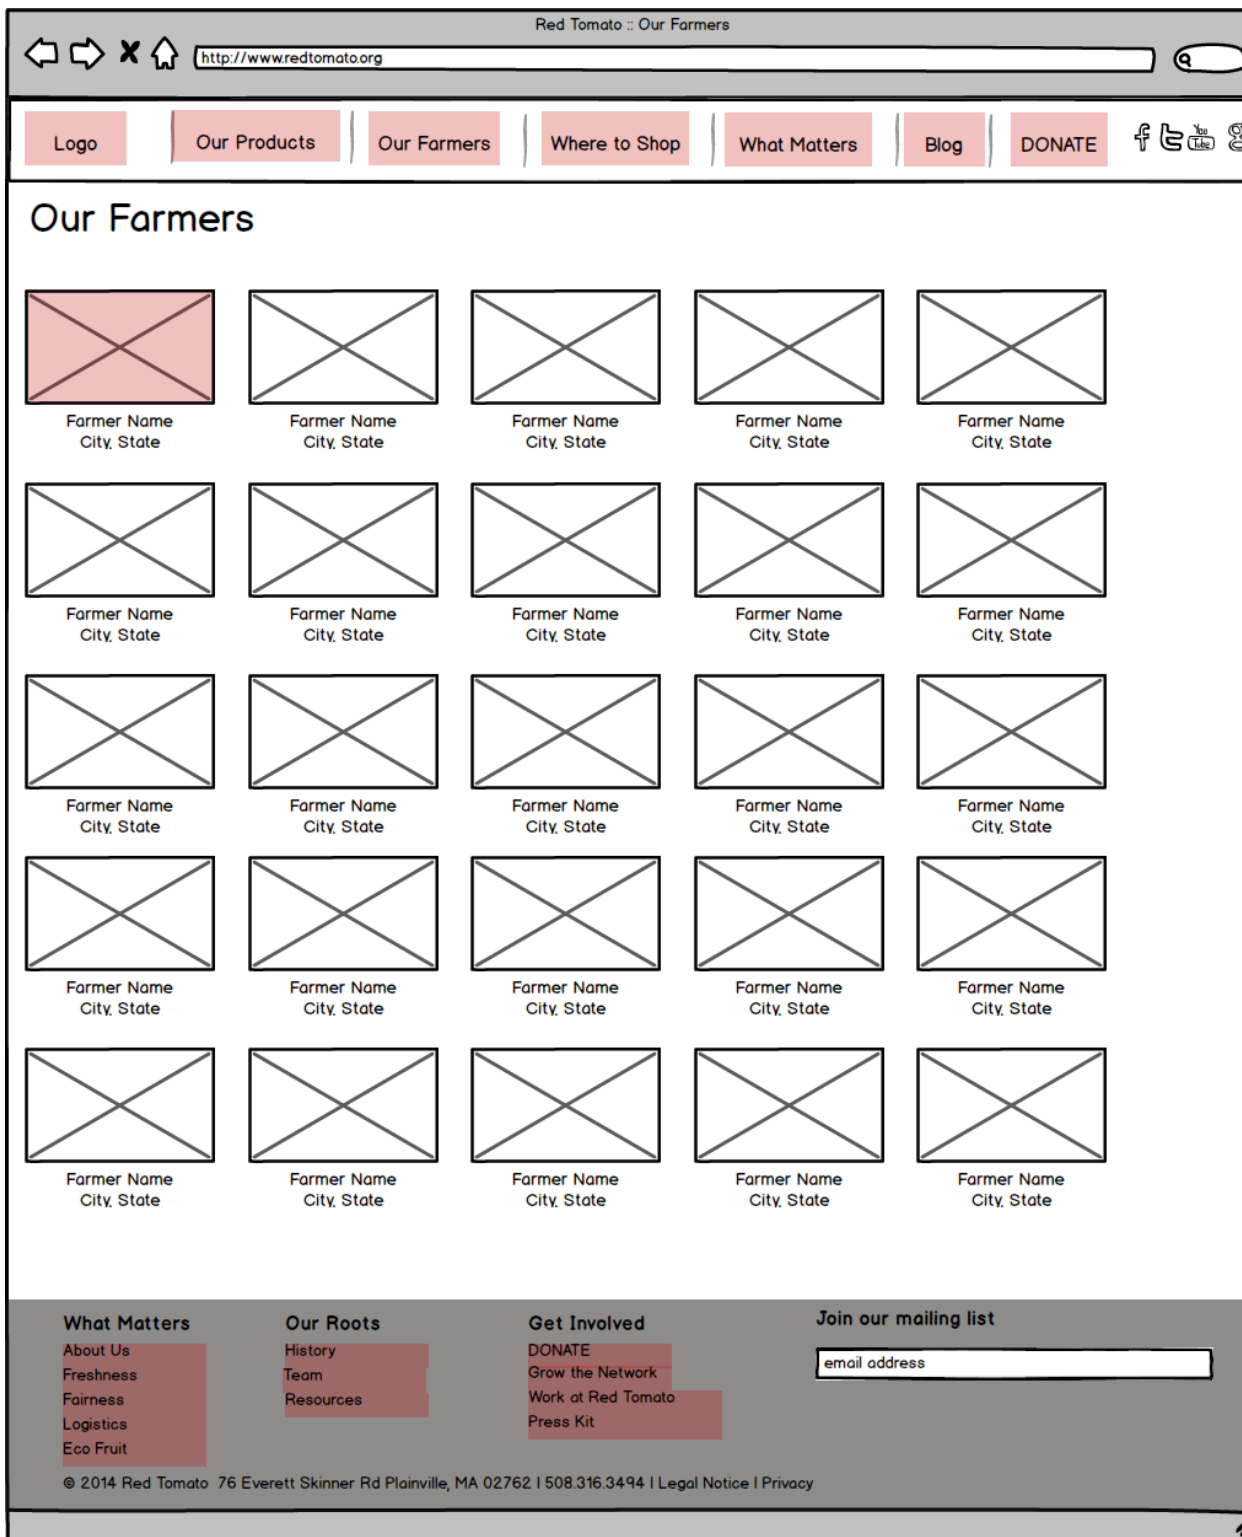 Red Tomato :: Our Farmers
http://www.redtomato.org
Logo
Our Products
Our Farmers
Where to Shop
What Matters
Blog
DONATE
You
Tube
Our Farmers
Farmer Name Farmer Name Farmer Name Farmer Name Farmer Name
City, State City, State City, State City, State City, State
Farmer Name Farmer Name Farmer Name Farmer Name Farmer Name
City, State City, State City, State City, State City, State
Farmer Name Farmer Name Farmer Name Farmer Name Farmer Name
City, State City, State City, State City, State City, State
Farmer Name Farmer Name Farmer Name Farmer Name Farmer Name
City, State City, State City, State City, State City, State
Farmer Name Farmer Name Farmer Name Farmer Name Farmer Name
City, State City, State City, State City, State City, State
What Matters
About Us
Freshness
Fairness
Logistics
Eco Fruit
Our Roots
History
Team
Resources
Get Involved
DONATE
Grow the Network
Work at Red Tomato
Press Kit
Join our mailing list
email address
© 2014 Red Tomato 76 Everett Skinner Rd Plainville, MA 02762 | 508.316.3494 | Legal Notice | Privacy